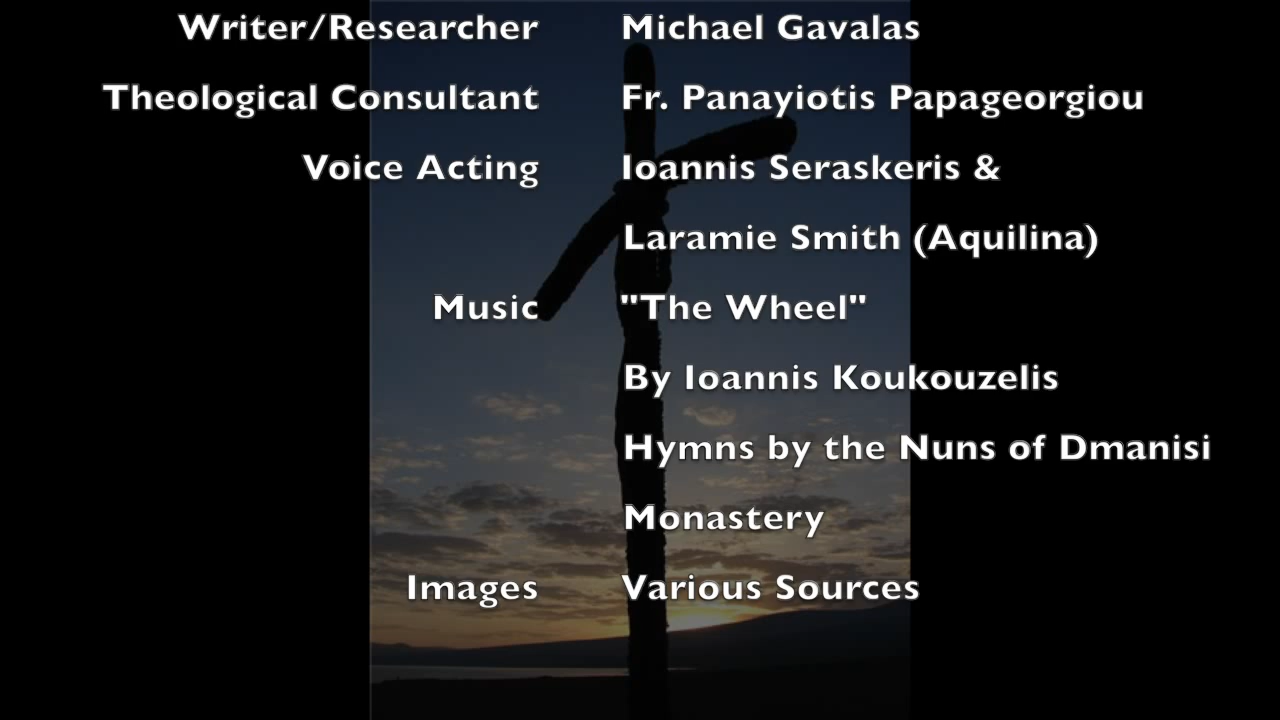 Writer/Researcher Michael Gavalas
Theological Consultant Fr. Panayiotis Papageorgiou
Voice Acting Ioannis Seraskeris &
Laramie Smith (Aquilina)
Music "The Wheel"
By Ioannis Koukouzelis
Hymns by the Nuns of Dmanisi
Monastery
Images Various Sources